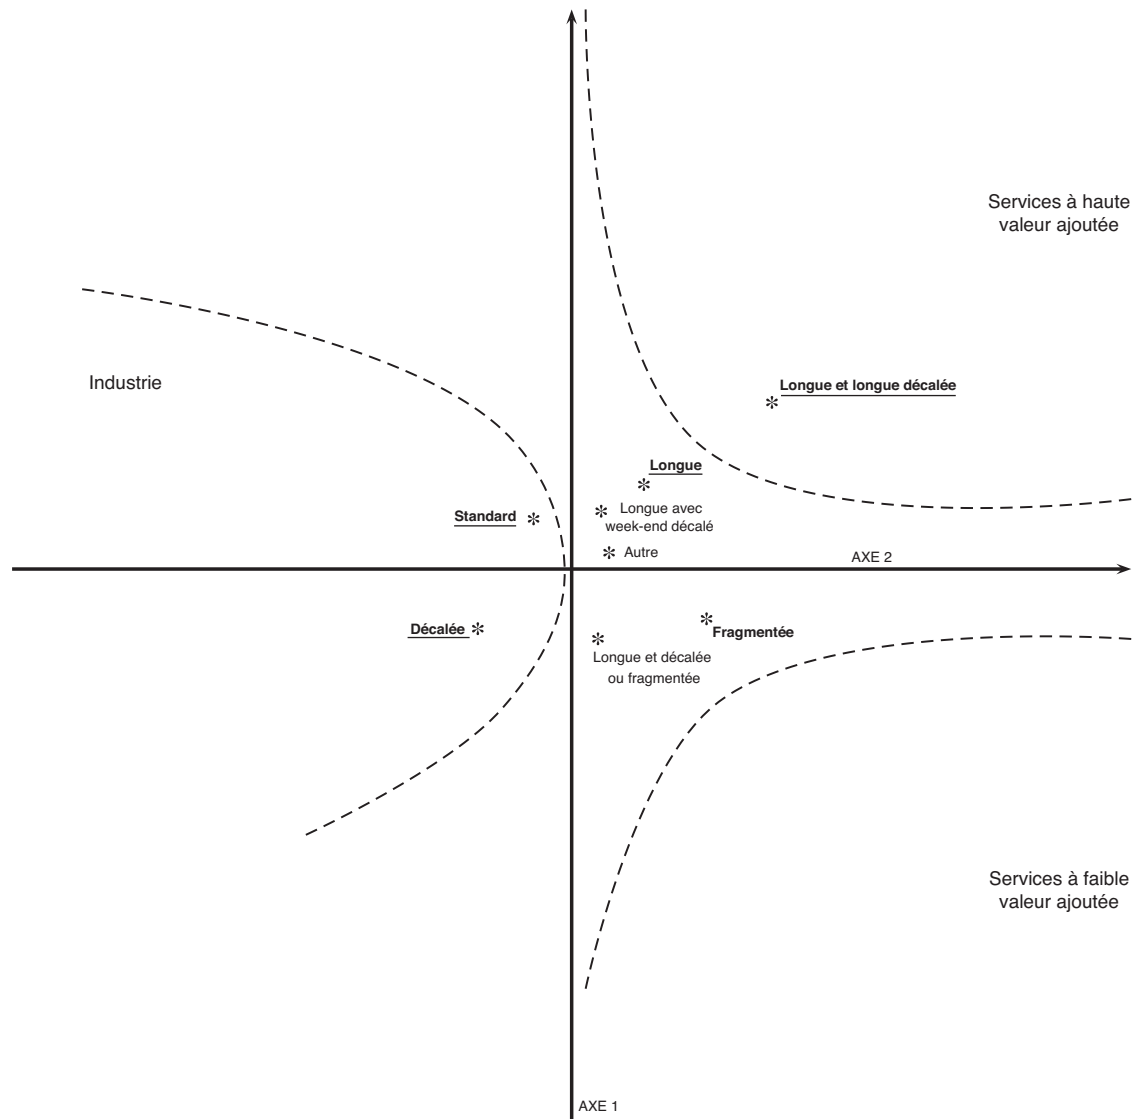 Services à haute
valeur ajoutée
Industrie
Longue et longue décalée
Longue
Standard
Longue avec
week-end décalé
Autre
AXE 2
Décalée
Fragmentée
Longue et décalée
ou fragmentée
Services à faible
valeur ajoutée
AXE 1